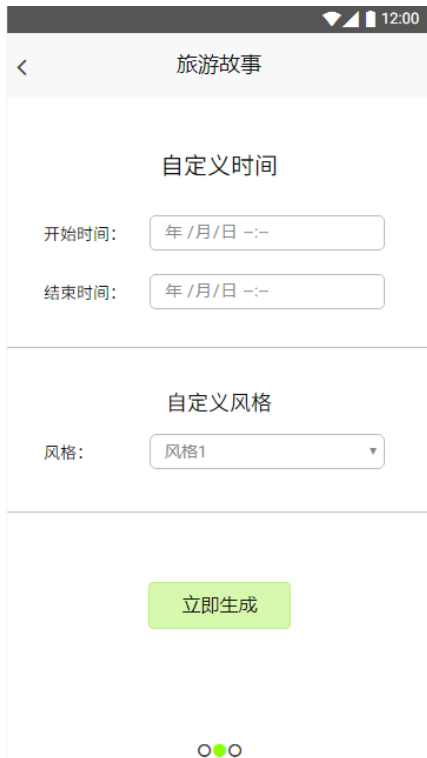 12:00
旅游故事
自定义时间
开始时间： 年 /月/日 --:--
结束时间： 年 /月/日 --:--
自定义风格
风格： 风格1
立即生成